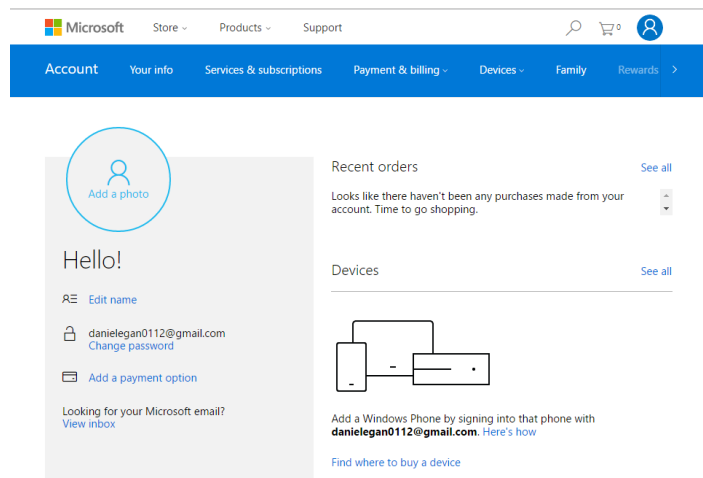 Microsoft Store Products Support 0
Account Your info Services & subscriptions Payment & billing Devices Family Rewards
Add a photo
Hello!
Edit name
danielegan0112@gmail.com
Change password
Add a payment option
Looking for your Microsoft email?
View inbox
Recent orders See all
Looks like there haven't been any purchases made from your
account. Time to go shopping.
Devices See all
Add a Windows Phone by signing into that phone with
danielegan0112@gmail.com. Here's how
Find where to buy a device